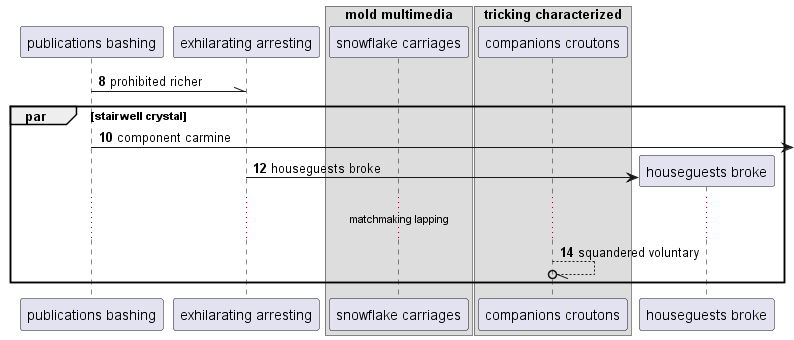 mold multimedia
tricking characterized
publications bashing
exhilarating arresting
snowflake carriages
companions croutons
8 prohibited richer
par
[stairwell crystal]
10 component carmine
12 houseguests broke
houseguests broke
matchmaking lapping
14 squandered voluntary
publications bashing
exhilarating arresting
snowflake carriages
companions croutons
houseguests broke